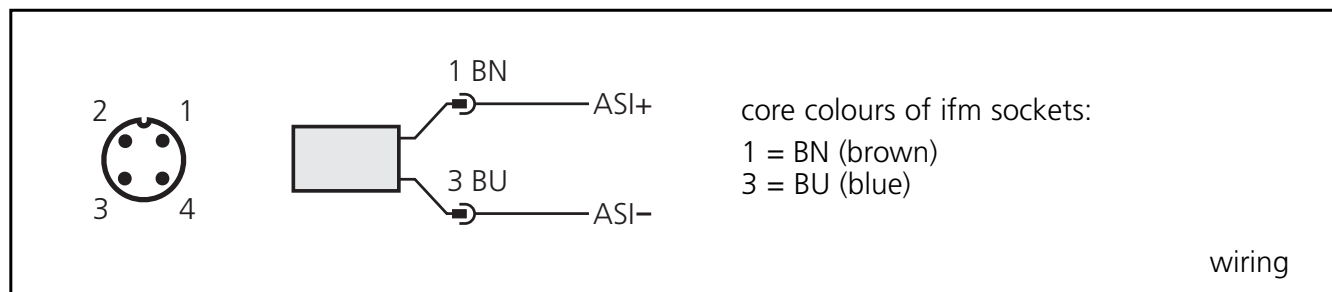 2 1
3 4
1 BN
ASI+
3 BU
ASI−
core colours of ifm sockets:
1 = BN (brown)
3 = BU (blue)
wiring